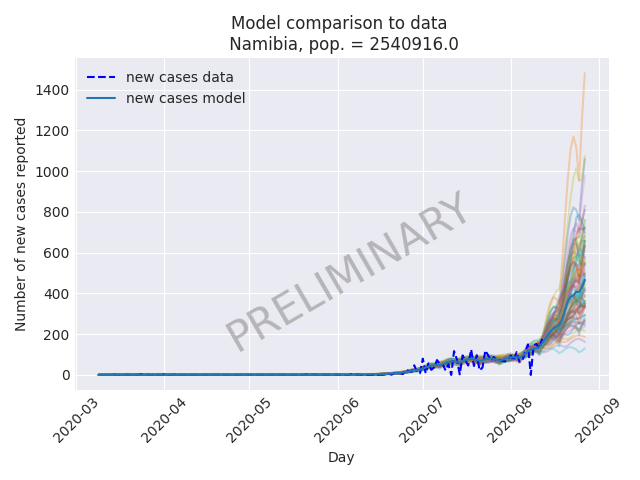 Model comparison to data
Namibia, pop. = 2540916.0
new cases data
new cases model
1400
1200
1000
800
600
400
200
0
Number of new cases reported
PRELIMINARY
2020-03
2020-04
2020-05
2020-06
2020-07
2020-08
2020-09
Day